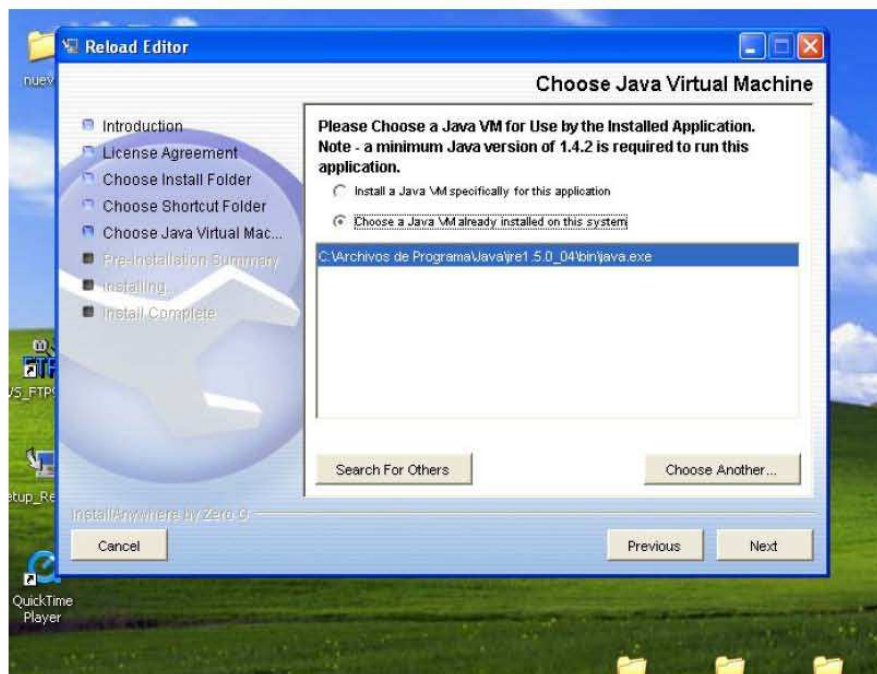 Reload Editor
Choose Java Virtual Machine
Introduction
License Agreement
Choose Install Folder
Choose Shortcut Folder
Choose Java Virtual Mac...
Pre-Installation Summary
Installing...
Install Complete
Please Choose a Java VM for Use by the Installed Application.
Note - a minimum Java version of 1.4.2 is required to run this
application.
Install a Java VM specifically for this application
Choose a Java VM already installed on this system
C:\Archivos de Programa\Java\jre1.5.0_04\bin\java.exe
Search For Others
Choose Another...
InstallAnywhere by Zero G
Cancel
Previous
Next
nuev
FTP
VS_FTP
etup_Re
QuickTime
Player